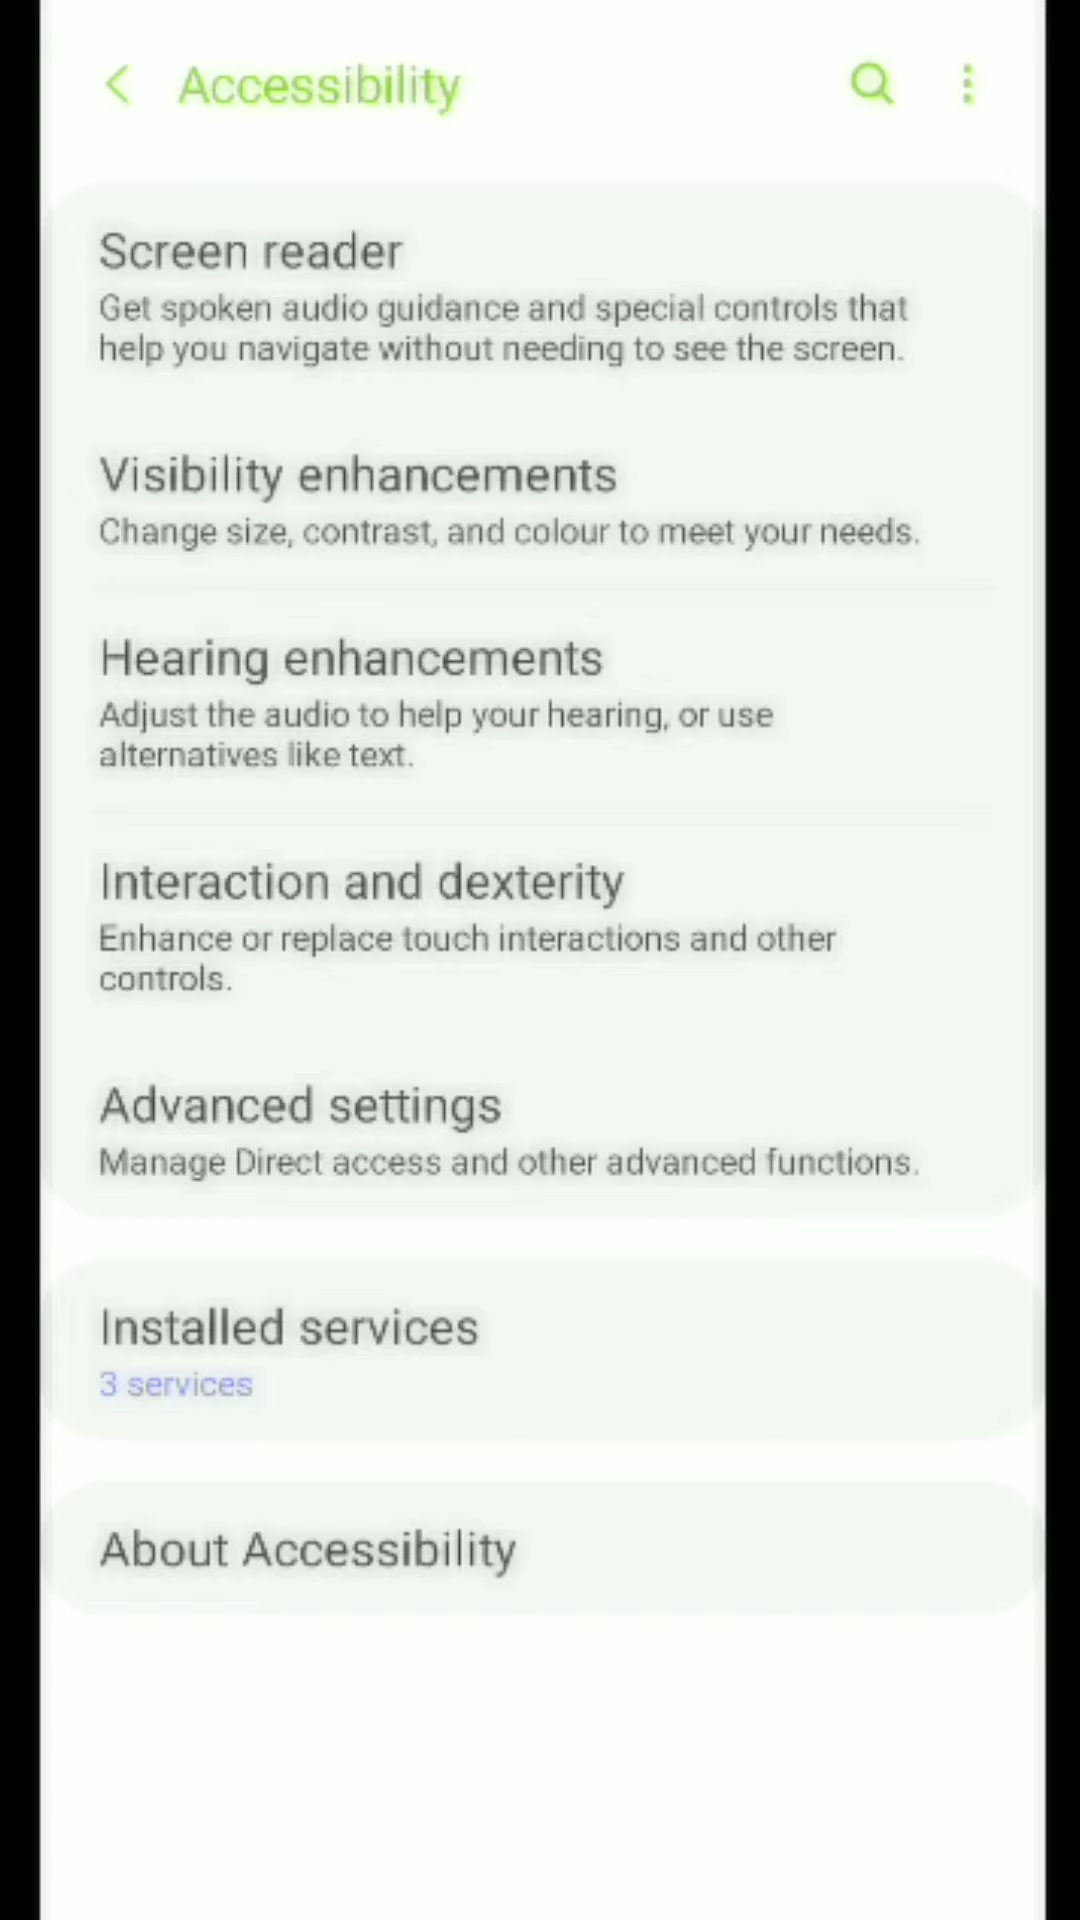 Accessibility
Screen reader
Get spoken audio guidance and special controls that
help you navigate without needing to see the screen.
Visibility enhancements
Change size, contrast, and colour to meet your needs.
Hearing enhancements
Adjust the audio to help your hearing, or use
alternatives like text.
Interaction and dexterity
Enhance or replace touch interactions and other
controls.
Advanced settings
Manage Direct access and other advanced functions.
Installed services
3 services
About Accessibility